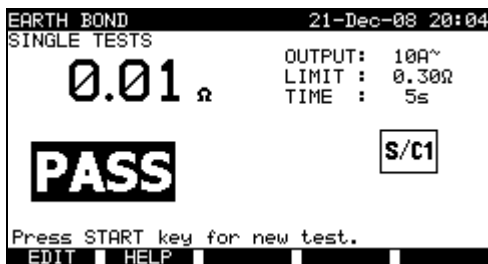 EARTH BOND 21-Dec-08 20:04
SINGLE TESTS
0.01 Ω
OUTPUT: 10A~
LIMIT : 0.30Ω
TIME : 5s
S/C1
PASS
Press START key for new test.
EDIT HELP